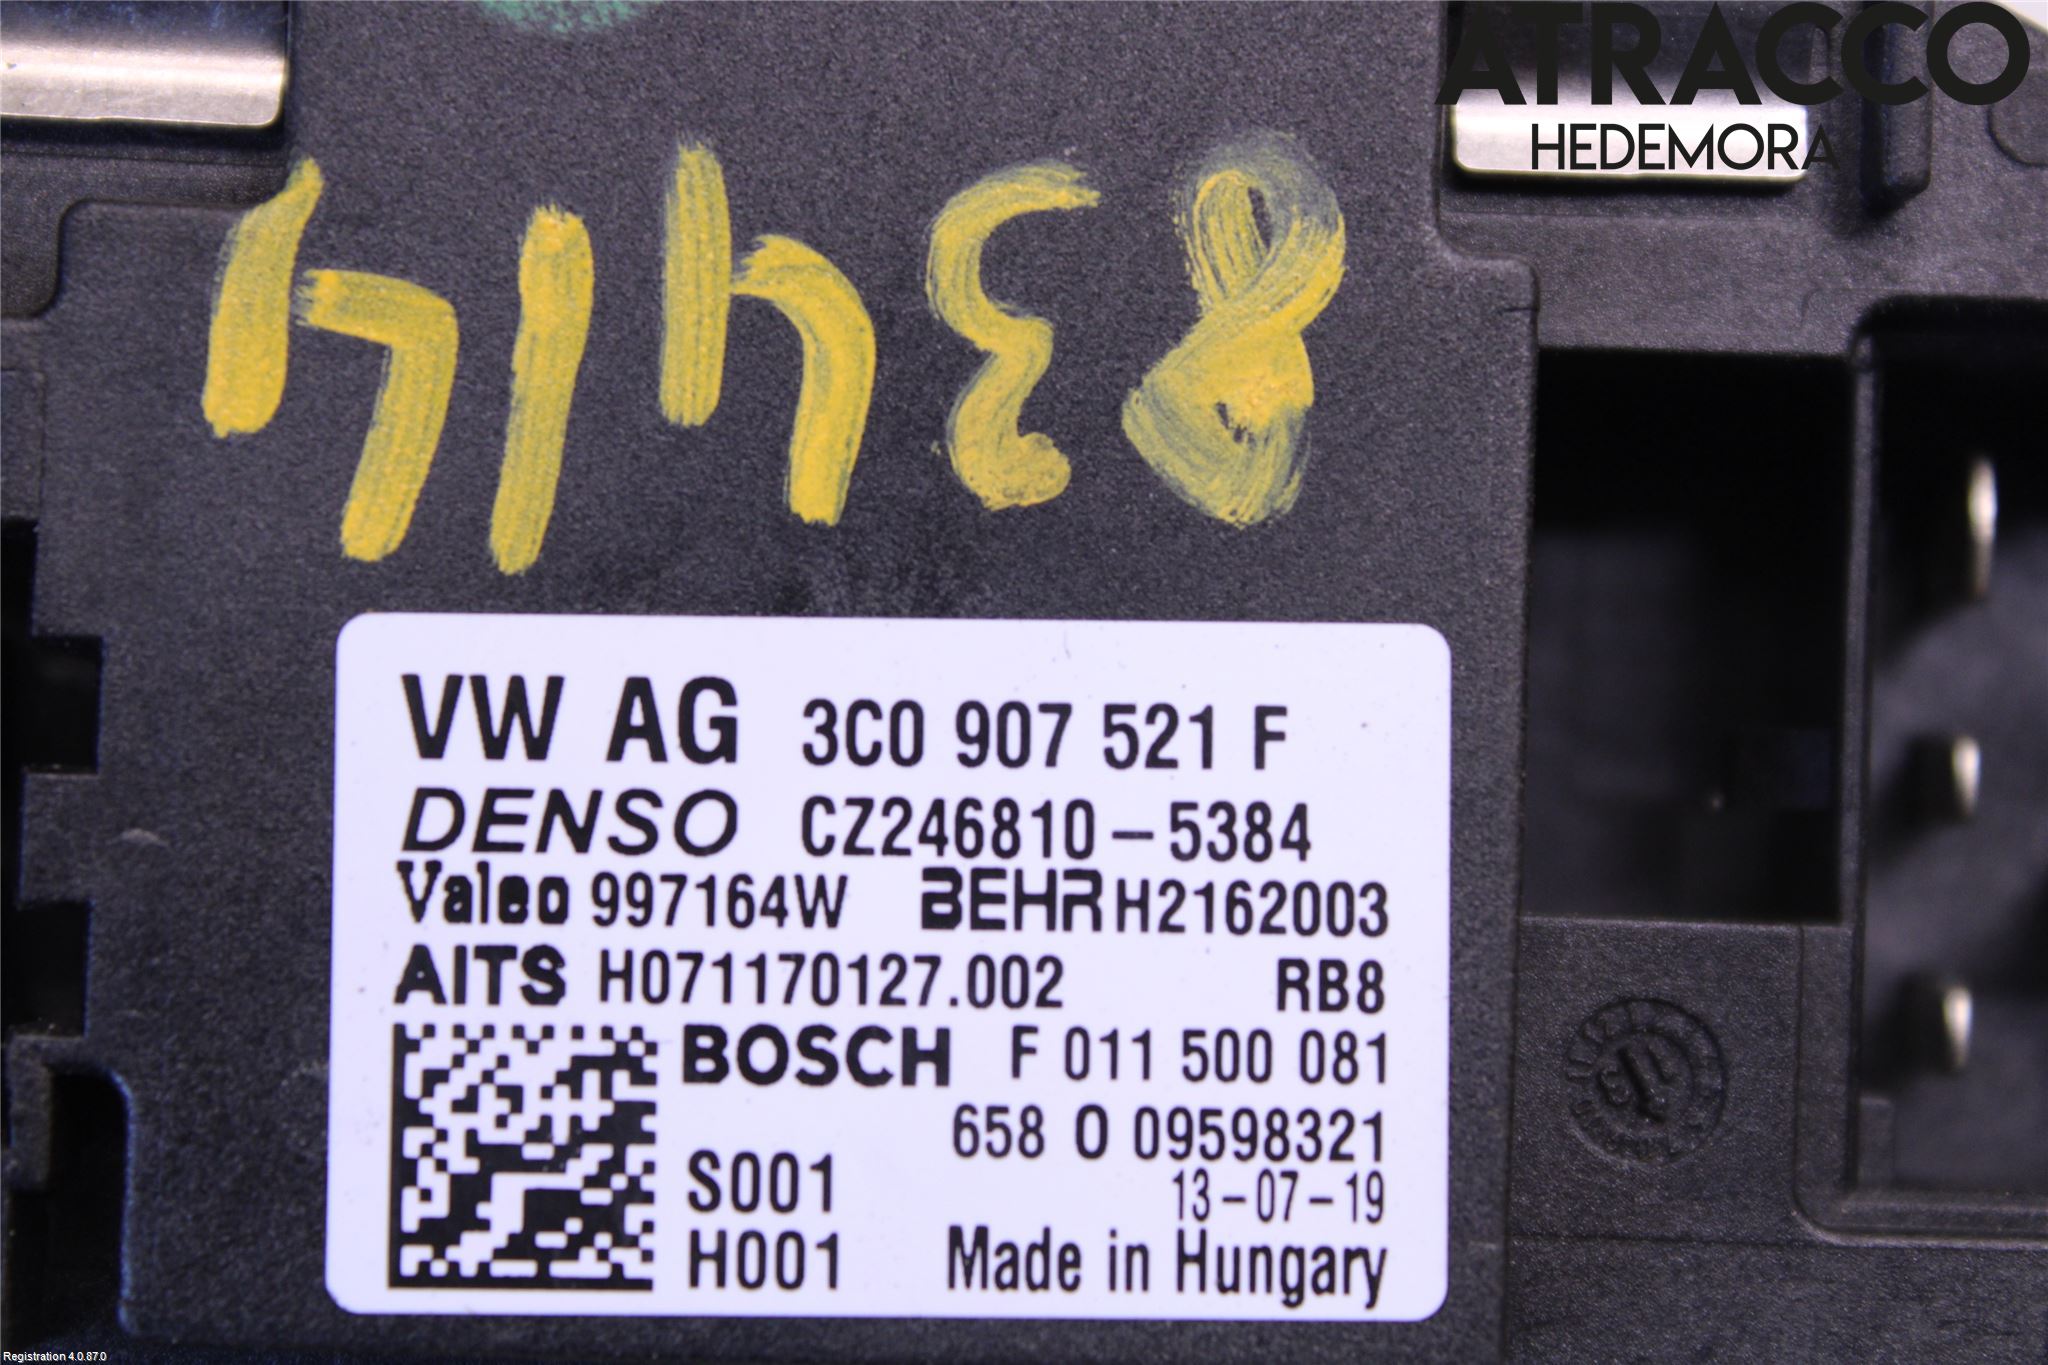 ATRACCO
HEDEMORA
83414
VW AG 3C0 907 521 F
DENSO CZ246810-5384
Valeo 997164W BEHR H2162003
AITS H071170127.002 RB8
BOSCH F 011 500 081
658 0 09598321
S001 13-07-19
H001 Made in Hungary
Registration 4.0.87.0